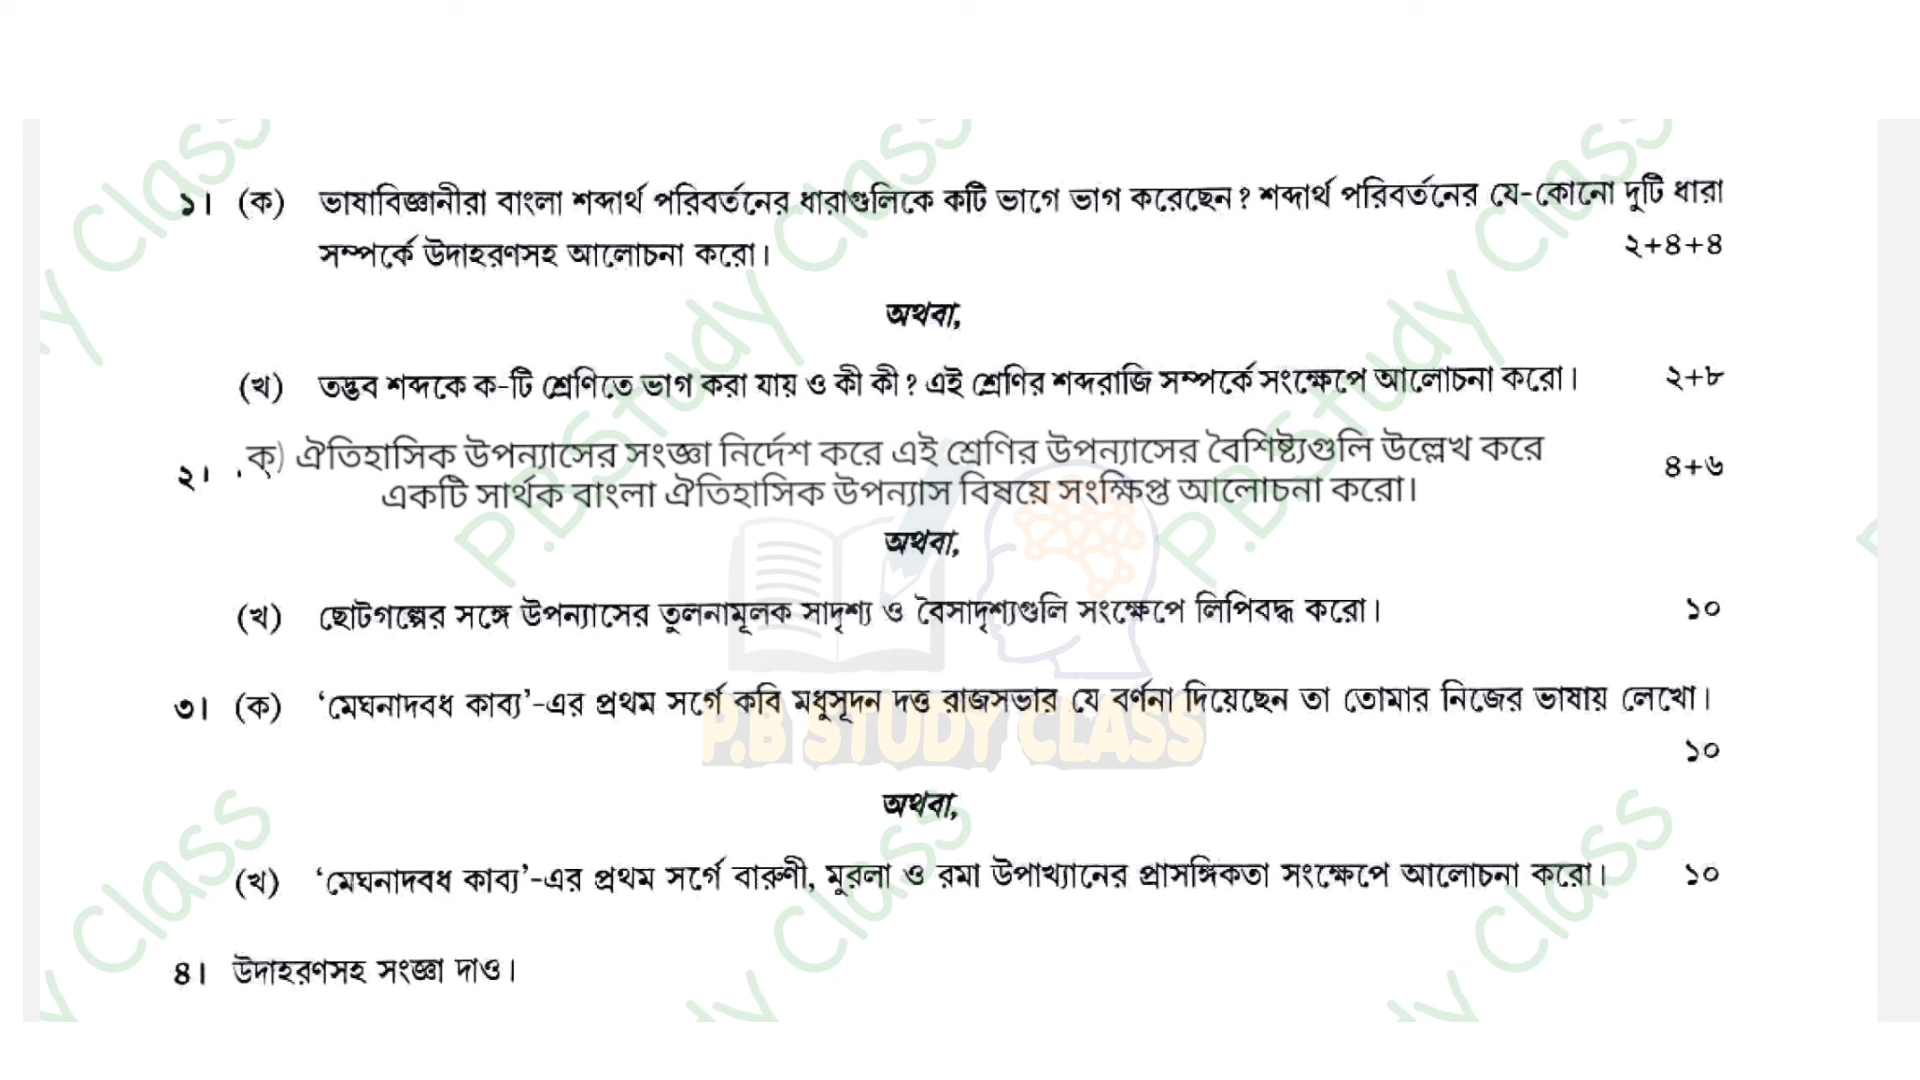 ১। (ক) ভাষাবিজ্ঞানীরা বাংলা শব্দার্থ পরিবর্তনের ধারাগুলিকে কটি ভাগে ভাগ করেছেন? শব্দার্থ পরিবর্তনের যে-কোনো দুটি ধারা
সম্পর্কে উদাহরণসহ আলোচনা করো। ২+৪+৪
অথবা,
(খ) তদ্ভব শব্দকে ক-টি শ্রেণিতে ভাগ করা যায় ও কী কী? এই শ্রেণির শব্দরাজি সম্পর্কে সংক্ষেপে আলোচনা করো। ২+৮
২। ক) ঐতিহাসিক উপন্যাসের সংজ্ঞা নির্দেশ করে এই শ্রেণির উপন্যাসের বৈশিষ্ট্যগুলি উল্লেখ করে ৪+৬
একটি সার্থক বাংলা ঐতিহাসিক উপন্যাস বিষয়ে সংক্ষিপ্ত আলোচনা করো।
অথবা,
(খ) ছোটগল্পের সঙ্গে উপন্যাসের তুলনামূলক সাদৃশ্য ও বৈসাদৃশ্যগুলি সংক্ষেপে লিপিবদ্ধ করো। ১০
৩। (ক) ‘মেঘনাদবধ কাব্য’-এর প্রথম সর্গে কবি মধুসূদন দত্ত রাজসভার যে বর্ণনা দিয়েছেন তা তোমার নিজের ভাষায় লেখো।
১০
P.B STUDY CLASS
অথবা,
(খ) ‘মেঘনাদবধ কাব্য’-এর প্রথম সর্গে বারুণী, মুরলা ও রমা উপাখ্যানের প্রাসঙ্গিকতা সংক্ষেপে আলোচনা করো। ১০
৪। উদাহরণসহ সংজ্ঞা দাও।
P.B Study Class
P.B Study Class